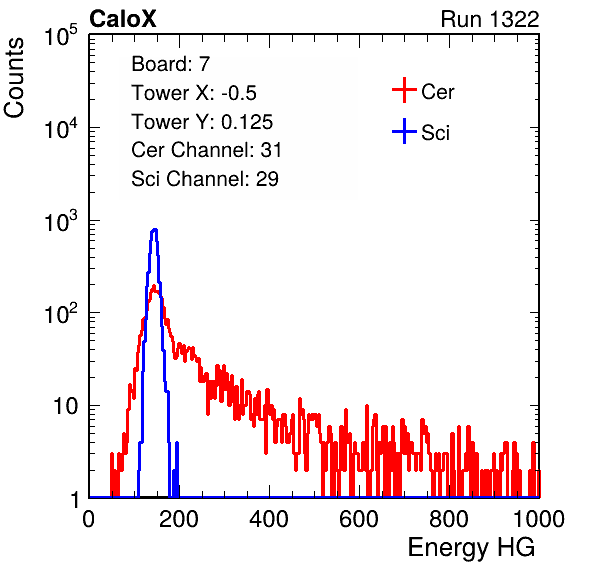 CaloX Run 1322
Counts
10^5
10^4
10^3
10^2
10
1
Board: 7
Tower X: -0.5
Tower Y: 0.125
Cer Channel: 31
Sci Channel: 29
Cer
Sci
0 200 400 600 800 1000
Energy HG